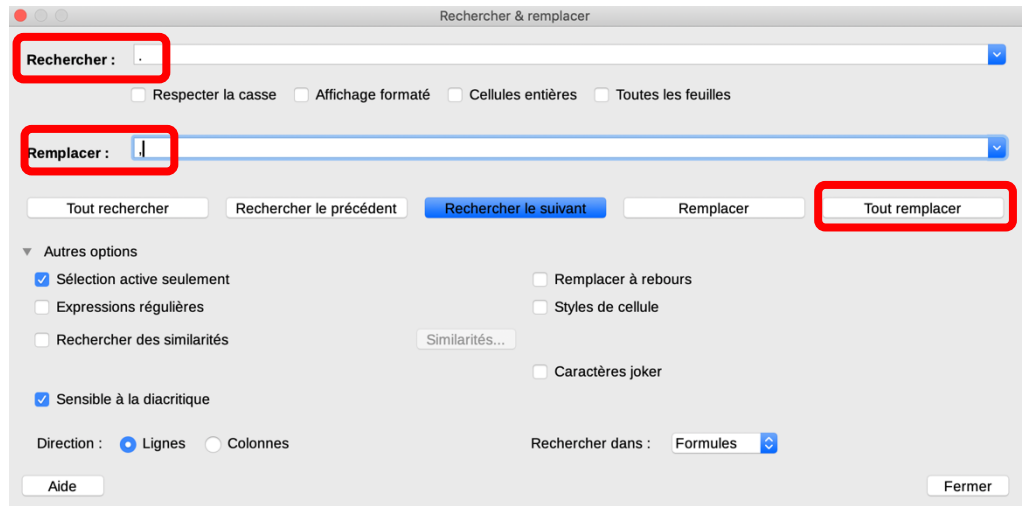 Rechercher & remplacer
Rechercher : .
Respecter la casse Affichage formaté Cellules entières Toutes les feuilles
Remplacer : ,
Tout rechercher Rechercher le précédent Rechercher le suivant Remplacer Tout remplacer
Autres options
Sélection active seulement Remplacer à rebours
Expressions régulières Styles de cellule
Rechercher des similarités Similarités...
Caractères joker
Sensible à la diacritique
Direction : Lignes Colonnes Rechercher dans : Formules
Aide Fermer